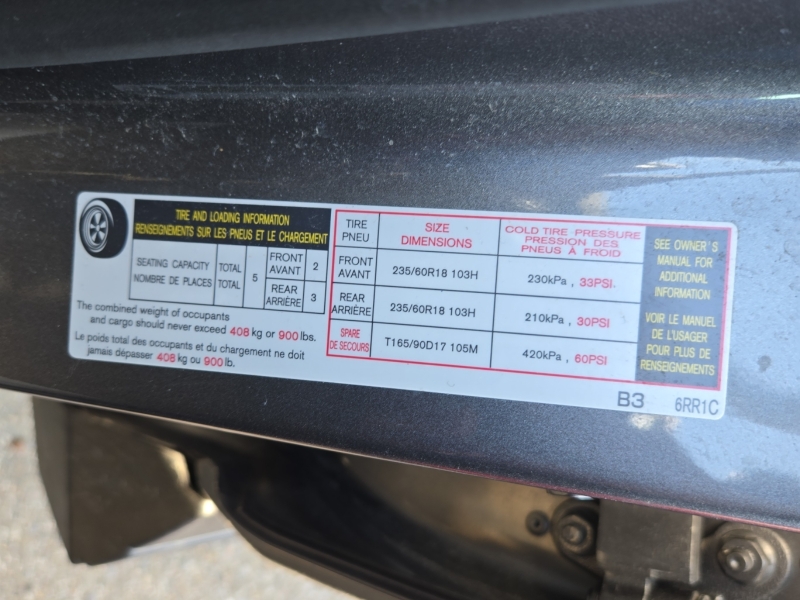 TIRE AND LOADING INFORMATION
RENSEIGNEMENTS SUR LES PNEUS ET LE CHARGEMENT
SEATING CAPACITY
NOMBRE DE PLACES
TOTAL
TOTAL
5
FRONT
AVANT
2
REAR
ARRIÈRE
3
The combined weight of occupants
and cargo should never exceed 408 kg or 900 lbs.
Le poids total des occupants et du chargement ne doit
jamais dépasser 408 kg ou 900 lb.
TIRE
PNEU
SIZE
DIMENSIONS
COLD TIRE PRESSURE
PRESSION DES
PNEUS À FROID
FRONT
AVANT
235/60R18 103H
230kPa , 33PSI
REAR
ARRIÈRE
235/60R18 103H
210kPa , 30PSI
SPARE
DE SECOURS
T165/90D17 105M
420kPa , 60PSI
SEE OWNER'S
MANUAL FOR
ADDITIONAL
INFORMATION
VOIR LE MANUEL
DE L'USAGER
POUR PLUS DE
RENSEIGNEMENTS
B3 6RR1C